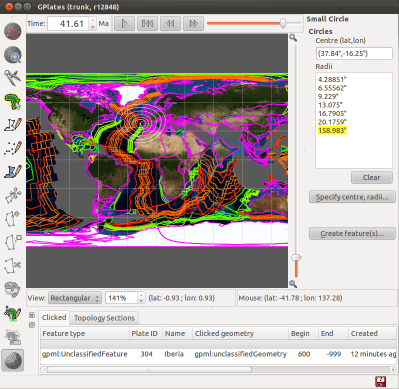 GPlates (trunk, r12848)
Time: 41.61 Ma
Small Circle
Circles
Centre (lat,lon)
(37.84°,-16.25°)
Radii
4.28851°
6.55562°
9.229°
13.075°
16.7905°
20.1759°
158.983°
Clear
Specify centre, radii...
Create feature(s)...
View: Rectangular 141% (lat: -0.93 ; lon: 0.93) Mouse: (lat: -41.78 ; lon: 137.28)
Clicked Topology Sections
Feature type Plate ID Name Clicked geometry Begin End Created
gpml:UnclassifiedFeature 304 Iberia gpml:unclassifiedGeometry 600 -999 12 minutes ag